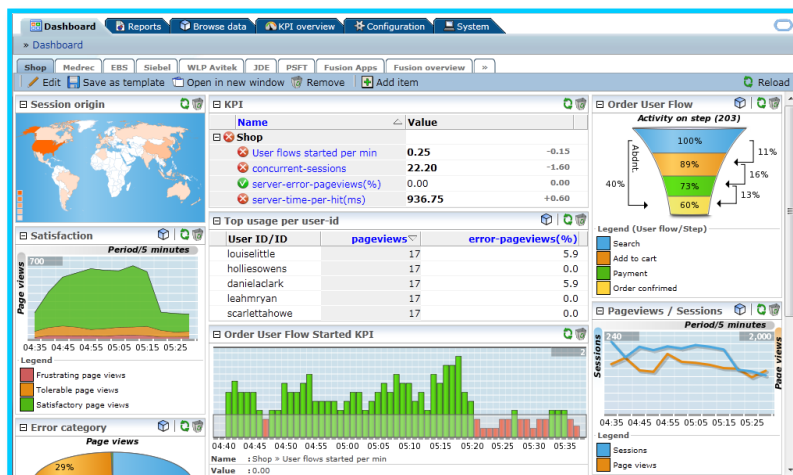 Dashboard Reports Browse data KPI overview Configuration System
» Dashboard
Shop Medrec EBS Siebel WLP Avitek JDE PSFT Fusion Apps Fusion overview »
Edit Save as template Open in new window Remove Add item Reload
Session origin
KPI
Name Value
Shop
User flows started per min 0.25 -0.15
concurrent-sessions 22.20 -1.60
server-error-pageviews(%) 0.00 0.00
server-time-per-hit(ms) 936.75 +0.60
Order User Flow
Activity on step (203)
100%
89%
73%
60%
Abdnt.
40%
11%
16%
13%
Legend (User flow/Step)
Search
Add to cart
Payment
Order confrimed
Satisfaction
Period/5 minutes
700
Page views
04:35 04:45 04:55 05:05 05:15 05:25
Legend
Frustrating page views
Tolerable page views
Satisfactory page views
Top usage per user-id
User ID/ID pageviews error-pageviews(%)
louiselittle 17 5.9
holliesowens 17 0.0
danielaclark 17 5.9
leahmryan 17 0.0
scarlettahowe 17 0.0
Order User Flow Started KPI
2
04:40 04:45 04:50 04:55 05:00 05:05 05:10 05:15 05:20 05:25 05:30 05:35
Name : Shop » User flows started per min
Value : 0.00
Pageviews / Sessions
Period/5 minutes
240 2,000
Sessions
Page views
04:35 04:45 04:55 05:05 05:15 05:25
Legend
Sessions
Page views
Error category
Page views
29%